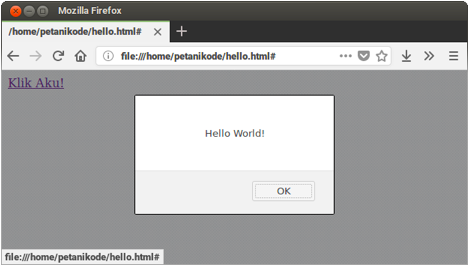 Mozilla Firefox
/home/petanikode/hello.html#
file:///home/petanikode/hello.html#
Klik Aku!
Hello World!
OK
file:///home/petanikode/hello.html#